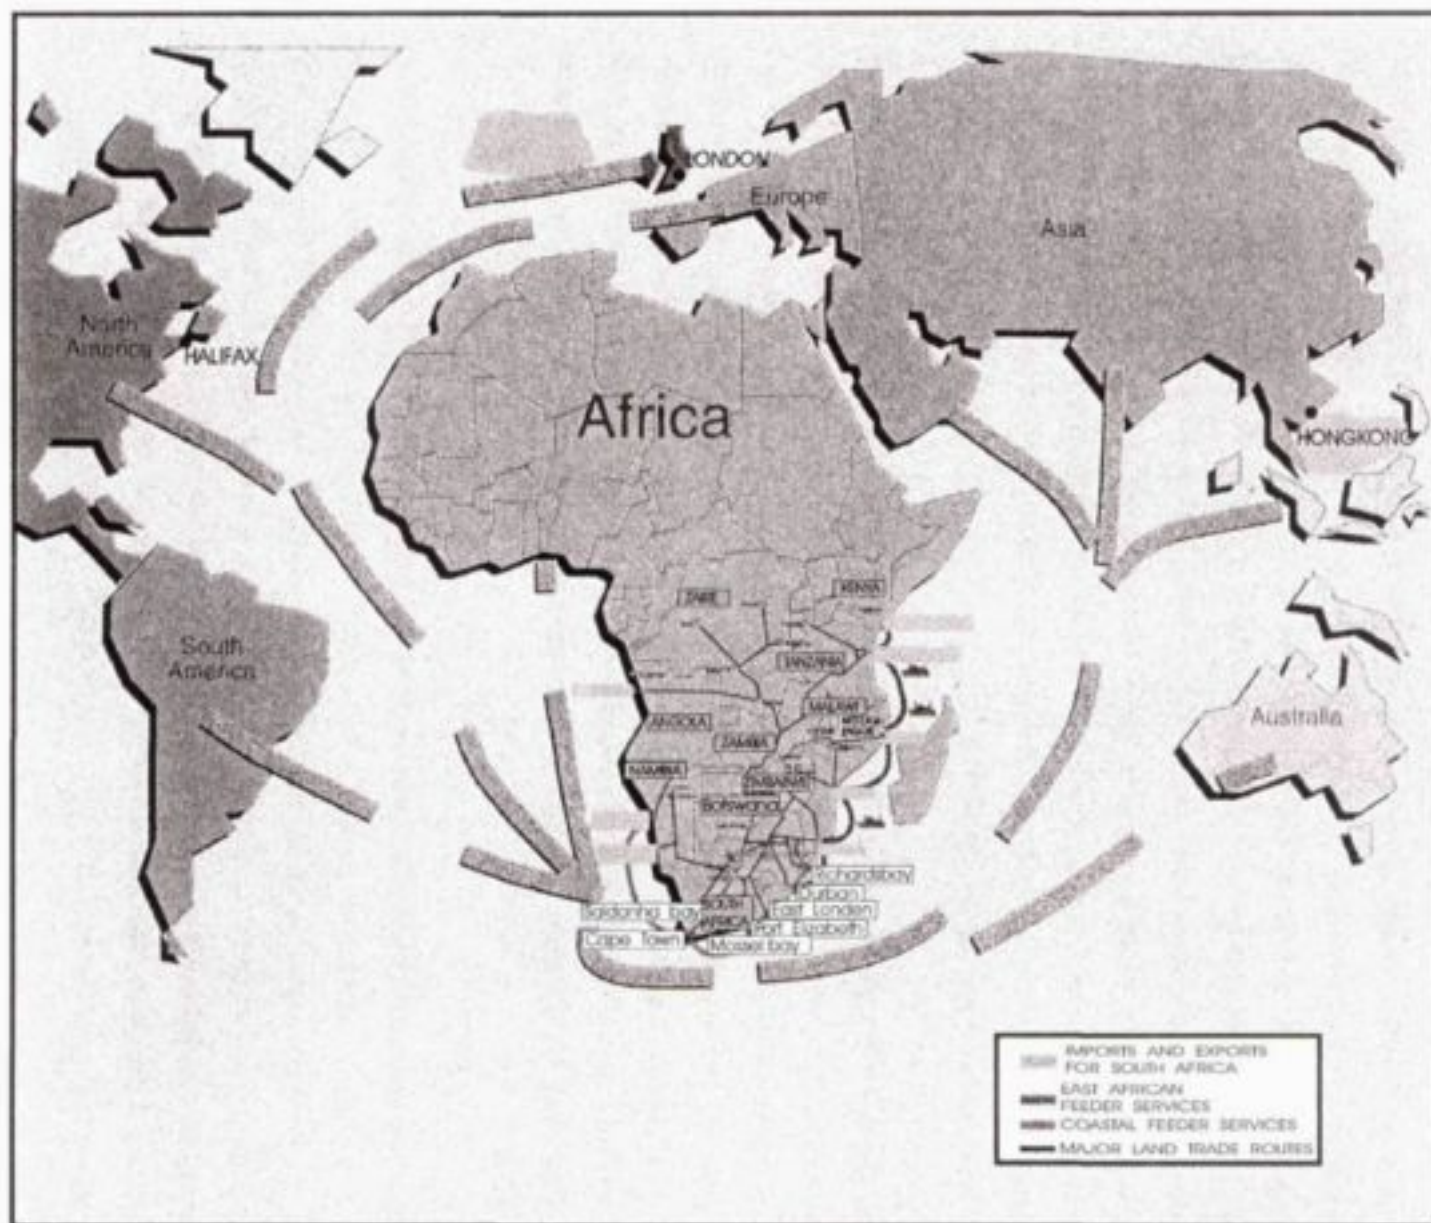 LONDON
Europe
Asia
North
America
HALIFAX
Africa
HONGKONG
ZAIRE
KENYA
South
America
TANZANIA
ANGOLA
MALAWI
ZAMBIA
Australia
NAMIBIA
Botswana
Richardsbay
Durban
Saldanha bay
SOUTH
AFRICA
East Londen
Port Elizabeth
Cape Town
Mossel bay
IMPORTS AND EXPORTS
FOR SOUTH AFRICA
EAST AFRICAN
FEEDER SERVICES
COASTAL FEEDER SERVICES
MAJOR LAND TRADE ROUTES